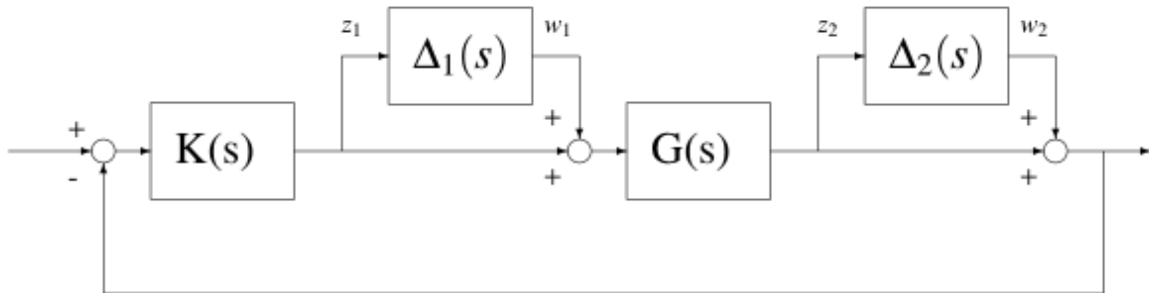 z₁
Δ₁(s)
w₁
z₂
Δ₂(s)
w₂
+
-
K(s)
+
+
G(s)
+
+